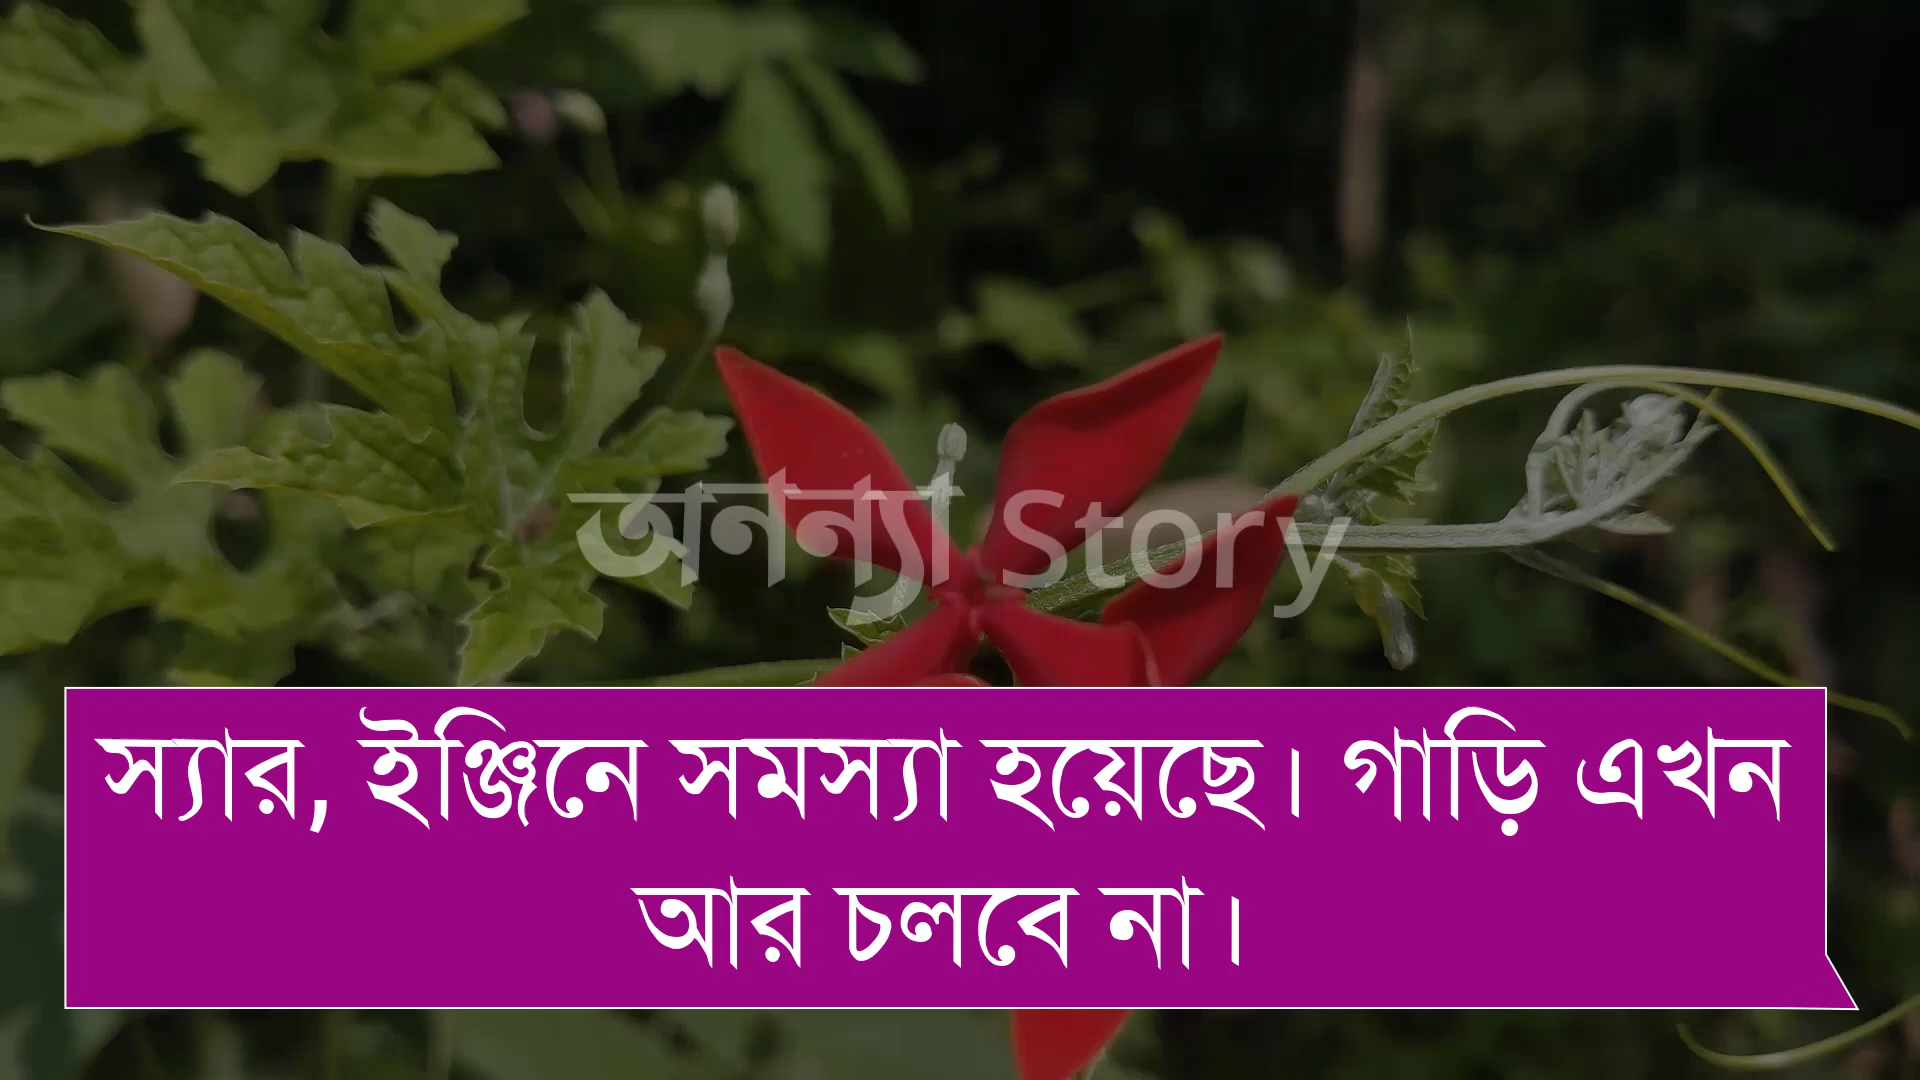 অনন্যা Story
স্যার, ইঞ্জিনে সমস্যা হয়েছে। গাড়ি এখন
আর চলবে না।